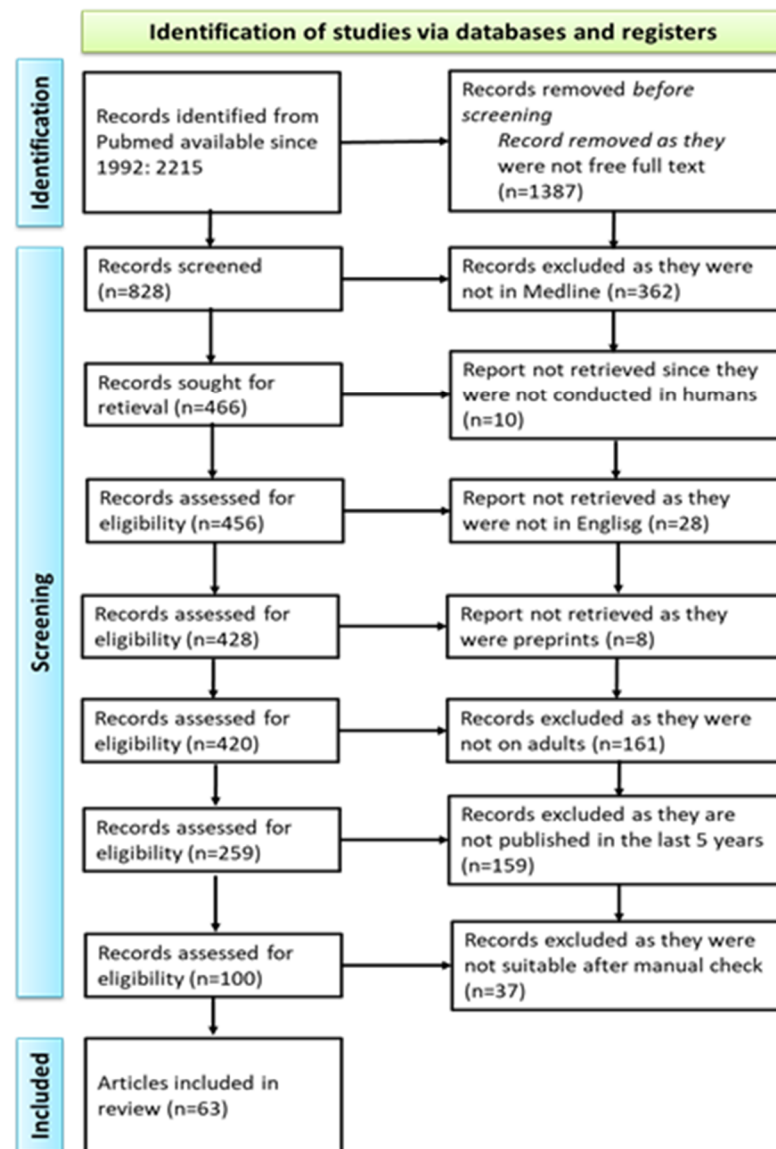 Identification of studies via databases and registers
Identification
Records identified from
Pubmed available since
1992: 2215
Records removed before
screening
Record removed as they
were not free full text
(n=1387)
Screening
Records screened
(n=828)
Records excluded as they were
not in Medline (n=362)
Records sought for
retieval (n=466)
Report not retrieved since they
were not conducted in humans
(n=10)
Records assessed for
eligibility (n=456)
Report not retrieved as they
were not in Englisg (n=28)
Records assessed for
eligibility (n=428)
Report not retrieved as they
were preprints (n=8)
Records assessed for
eligibility (n=420)
Records excluded as they were
not on adults (n=161)
Records assessed for
eligibility (n=259)
Records excluded as they are
not published in the last 5 years
(n=159)
Records assessed for
eligibility (n=100)
Records excluded as they were
not suitable after manual check
(n=37)
Included
Articles included in
review (n=63)